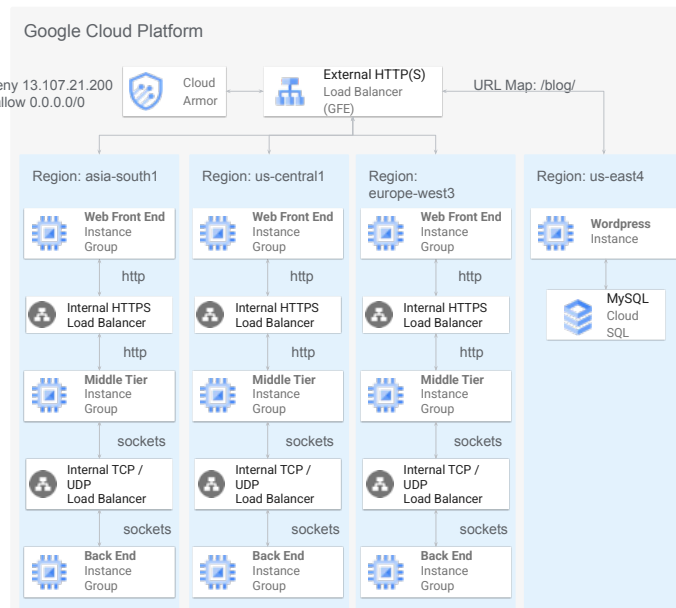 Google Cloud Platform
eny 13.107.21.200
allow 0.0.0.0/0
Cloud
Armor
External HTTP(S)
Load Balancer
(GFE)
URL Map: /blog/
Region: asia-south1
Web Front End
Instance
Group
http
Internal HTTPS
Load Balancer
http
Middle Tier
Instance
Group
sockets
Internal TCP /
UDP
Load Balancer
sockets
Back End
Instance
Group
Region: us-central1
Web Front End
Instance
Group
http
Internal HTTPS
Load Balancer
http
Middle Tier
Instance
Group
sockets
Internal TCP /
UDP
Load Balancer
sockets
Back End
Instance
Group
Region:
europe-west3
Web Front End
Instance
Group
http
Internal HTTPS
Load Balancer
http
Middle Tier
Instance
Group
sockets
Internal TCP /
UDP
Load Balancer
sockets
Back End
Instance
Group
Region: us-east4
Wordpress
Instance
MySQL
Cloud
SQL